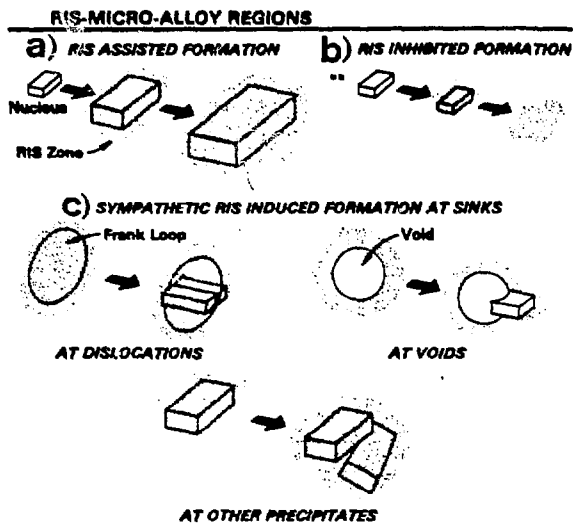 RIS-MICRO-ALLOY REGIONS
a) RIS ASSISTED FORMATION
b) RIS INHIBITED FORMATION
Nucleus
RIS Zone
c) SYMPATHETIC RIS INDUCED FORMATION AT SINKS
Frank Loop
Void
AT DISLOCATIONS
AT VOIDS
AT OTHER PRECIPITATES